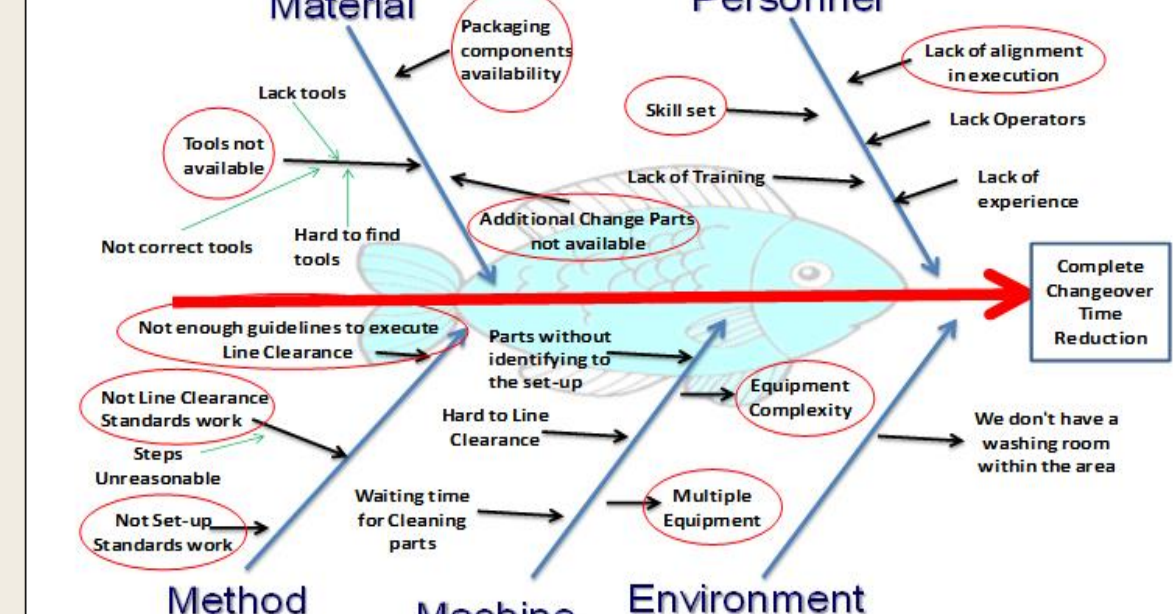 Material
Personnel
Packaging
components
availability
Lack tools
Tools not
available
Not correct tools
Hard to find
tools
Additional Change Parts
not available
Lack of alignment
in execution
Skill set
Lack Operators
Lack of Training
Lack of
experience
Complete
Changeover
Time
Reduction
Not enough guidelines to execute
Line Clearance
Not Line Clearance
Standards work
Steps
Unreasonable
Not Set-up
Standards work
Parts without
identifying to
the set-up
Hard to Line
Clearance
Waiting time
for Cleaning
parts
Equipment
Complexity
Multiple
Equipment
We don't have a
washing room
within the area
Method
Machine
Environment